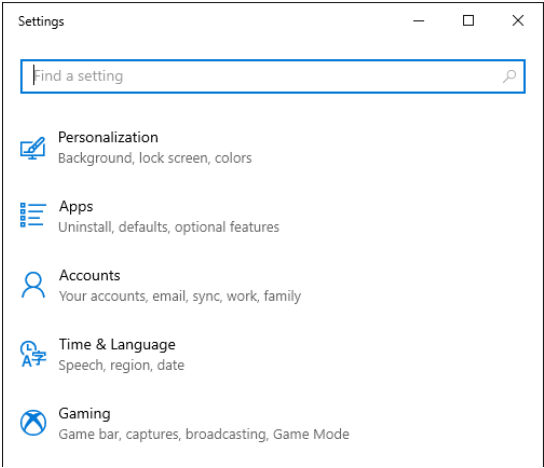 Settings
Find a setting
Personalization
Background, lock screen, colors
Apps
Uninstall, defaults, optional features
Accounts
Your accounts, email, sync, work, family
Time & Language
Speech, region, date
Gaming
Game bar, captures, broadcasting, Game Mode